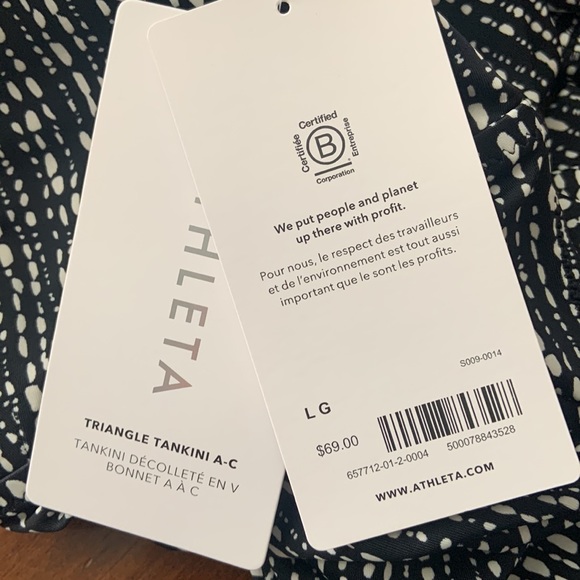 ATHLETA
TRIANGLE TANKINI A-C
TANKINI DÉCOLLETÉ EN V
BONNET A À C
Certified
Certifiée
B
Entreprise
Corporation
We put people and planet
up there with profit.
Pour nous, le respect des travailleurs
et de l'environnement est tout aussi
important que le sont les profits.
S009-0014
LG
$69.00
657712-01-2-0004 500078843528
WWW.ATHLETA.COM